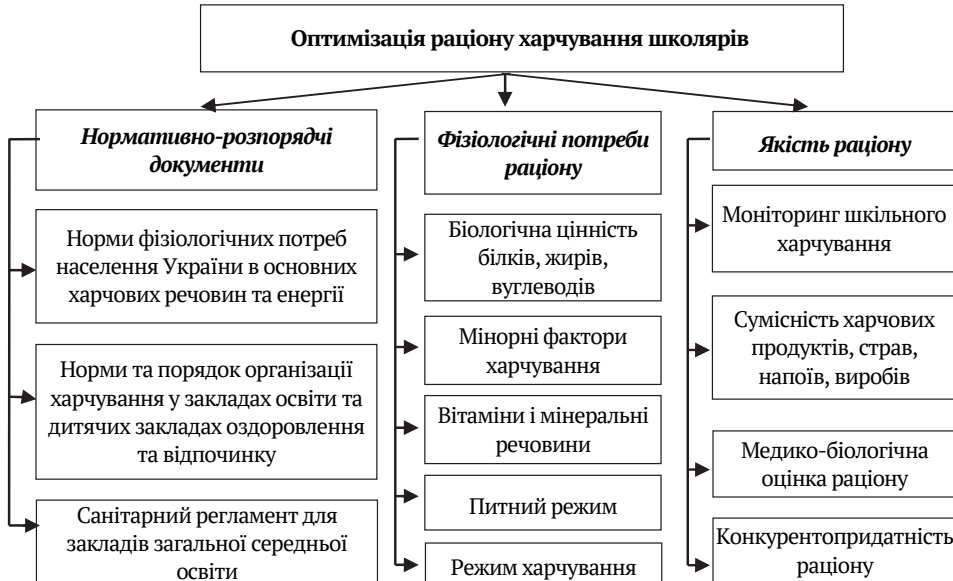 Оптимізація раціону харчування школярів
Нормативно-розпорядчі
документи
Норми фізіологічних потреб
населення України в основних
харчових речовин та енергії
Норми та порядок організації
харчування у закладах освіти та
дитячих закладах оздоровлення
та відпочинку
Санітарний регламент для
закладів загальної середньої
освіти
Фізіологічні потреби
раціону
Біологічна цінність
білків, жирів,
вуглеводів
Мінорні фактори
харчування
Вітаміни і мінеральні
речовини
Питний режим
Режим харчування
Якість раціону
Моніторинг шкільного
харчування
Сумісність харчових
продуктів, страв,
напоїв, виробів
Медико-біологічна
оцінка раціону
Конкурентопридатність
раціону